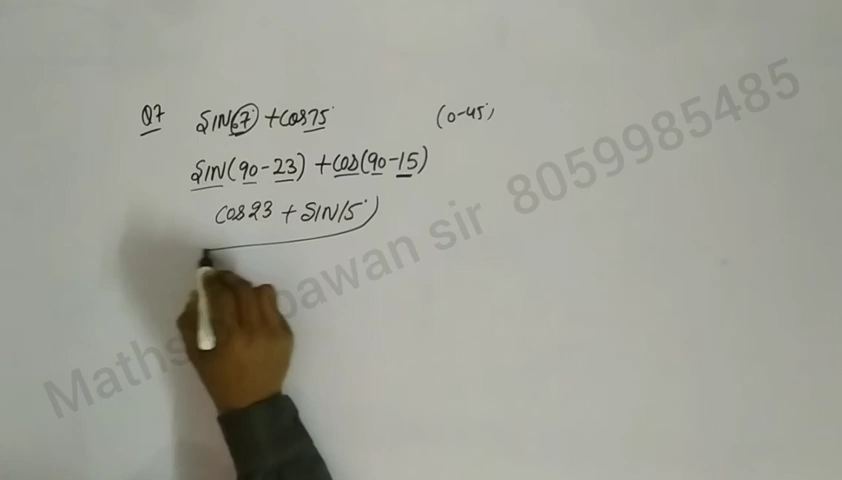 Q7 SIN67° + cos75° (0-45°)
SIN(90-23) + cos(90-15)
cos23 + SIN15°
Maths pawan sir 8059985485